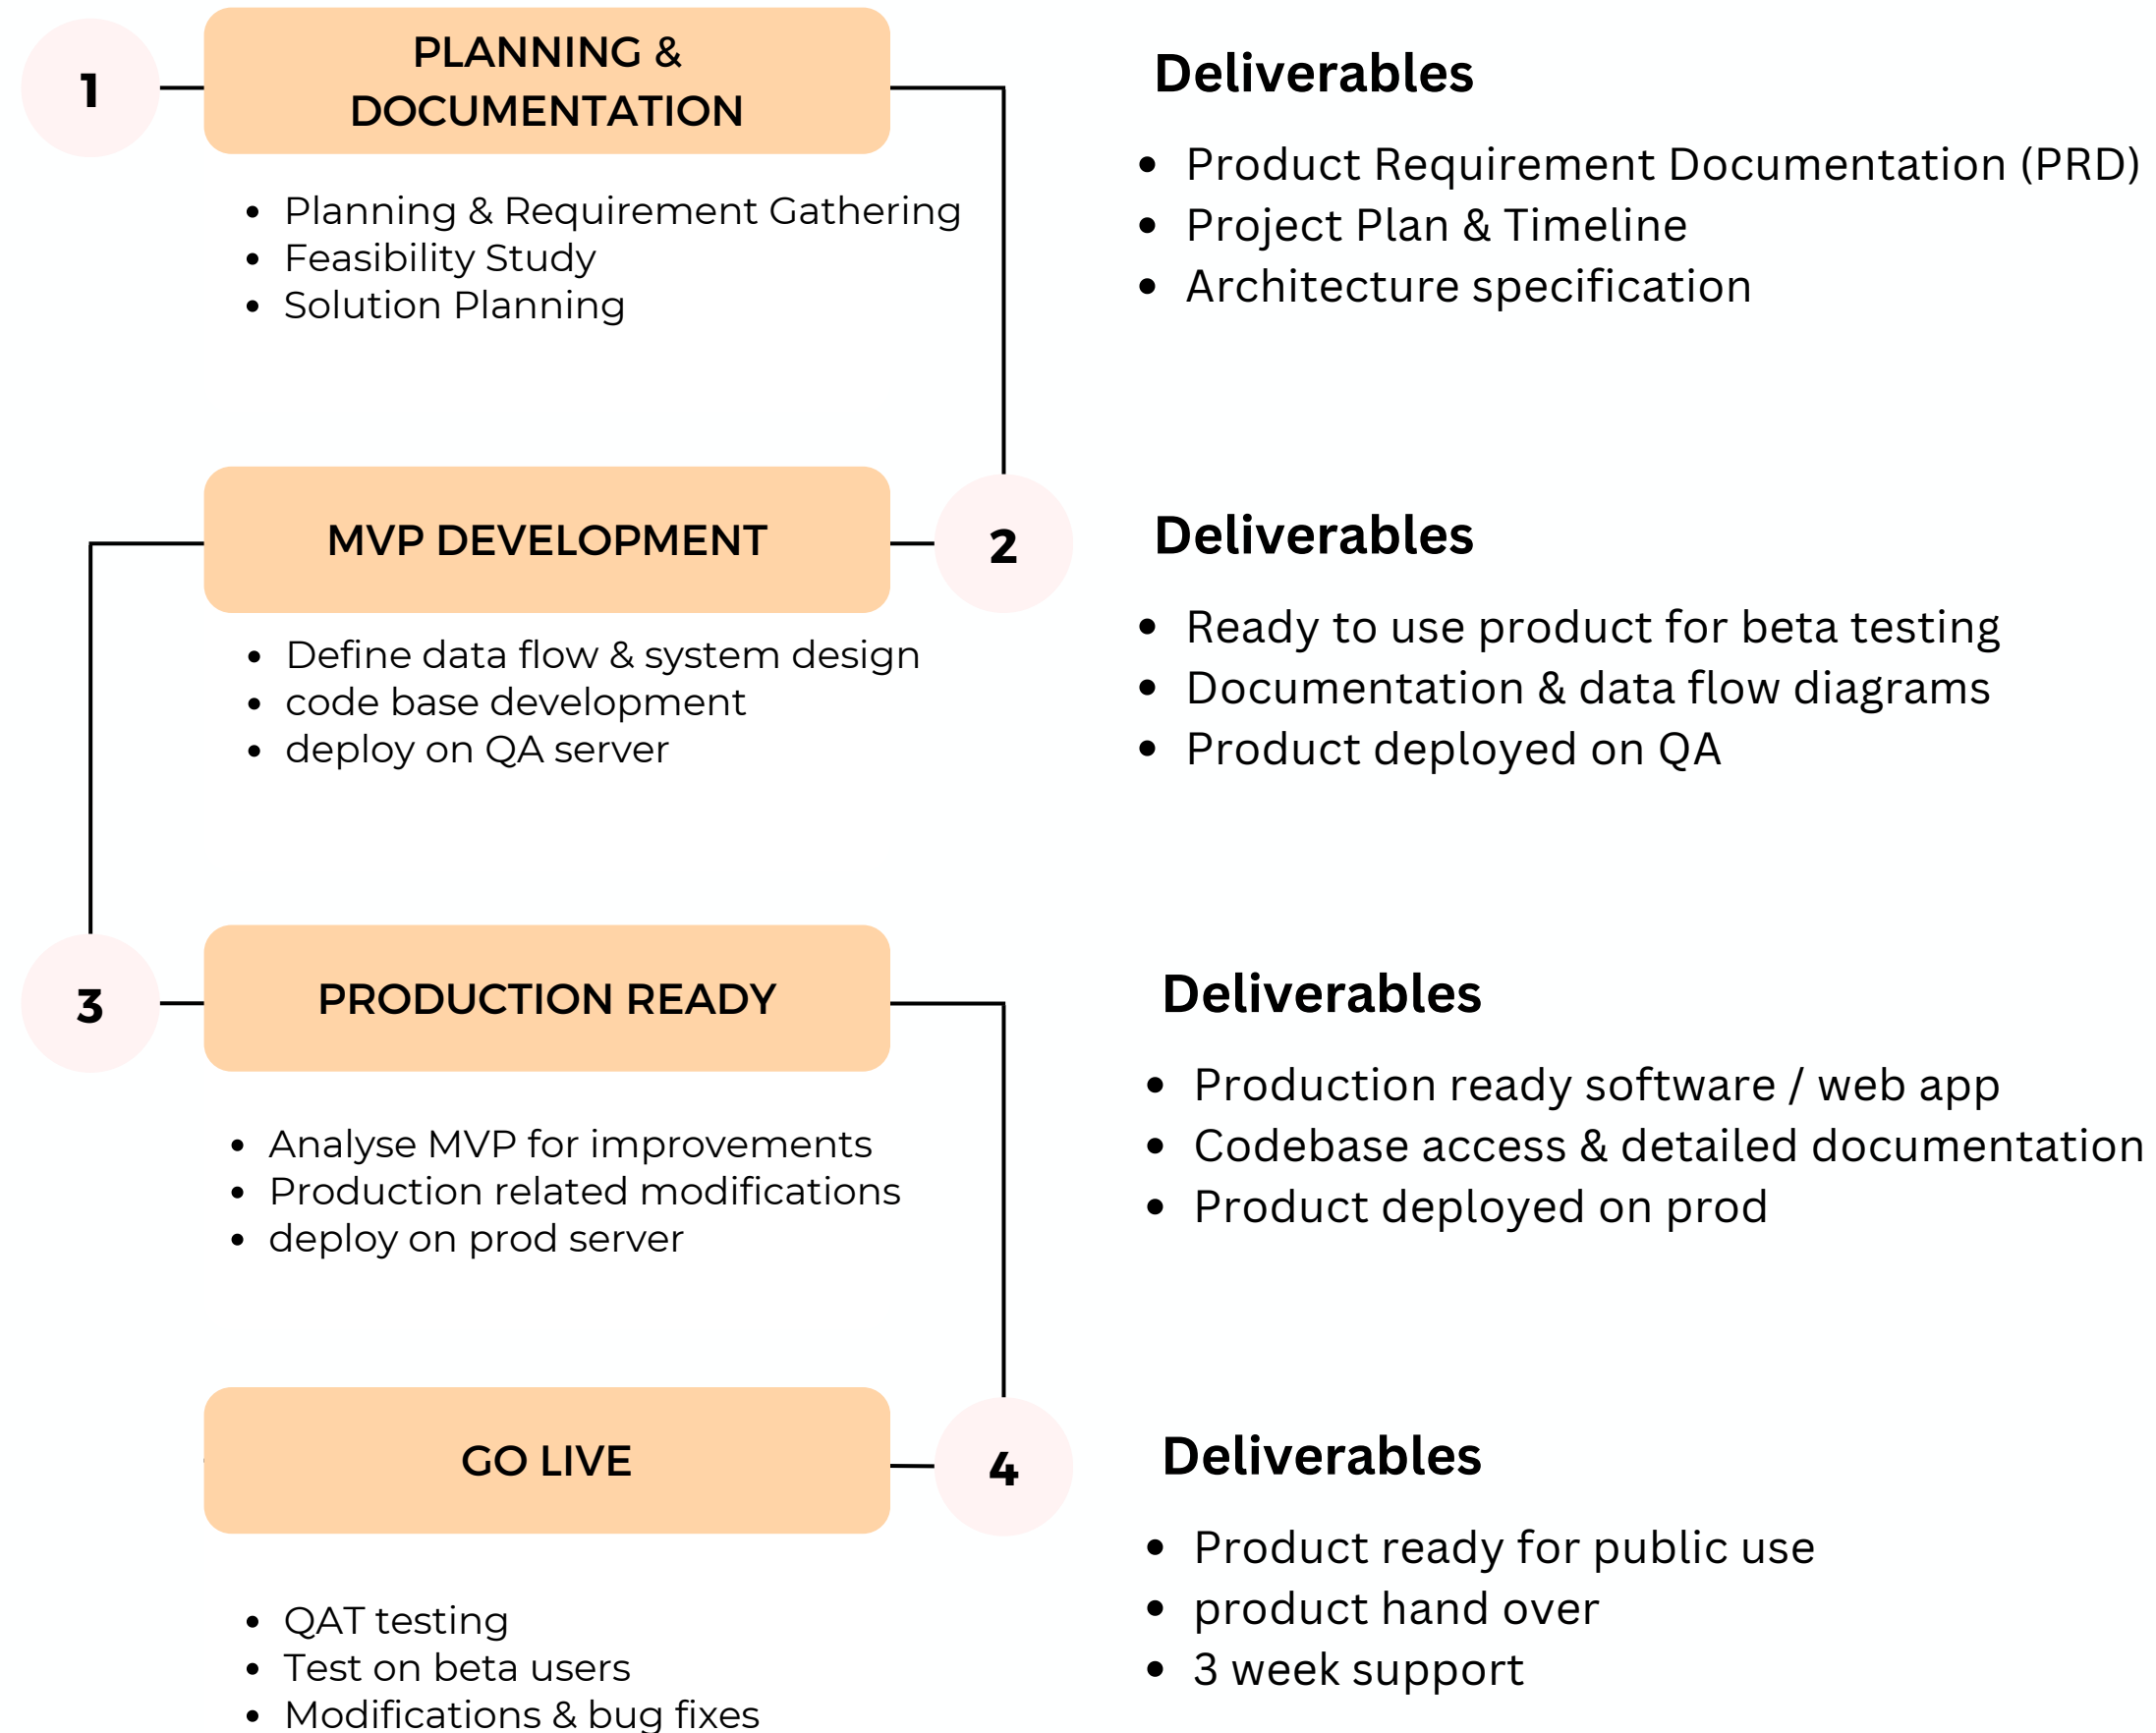 1
PLANNING &
DOCUMENTATION
• Planning & Requirement Gathering
• Feasibility Study
• Solution Planning
Deliverables
• Product Requirement Documentation (PRD)
• Project Plan & Timeline
• Architecture specification
MVP DEVELOPMENT
2
• Define data flow & system design
• code base development
• deploy on QA server
Deliverables
• Ready to use product for beta testing
• Documentation & data flow diagrams
• Product deployed on QA
3
PRODUCTION READY
• Analyse MVP for improvements
• Production related modifications
• deploy on prod server
Deliverables
• Production ready software / web app
• Codebase access & detailed documentation
• Product deployed on prod
GO LIVE
4
• QAT testing
• Test on beta users
• Modifications & bug fixes
Deliverables
• Product ready for public use
• product hand over
• 3 week support